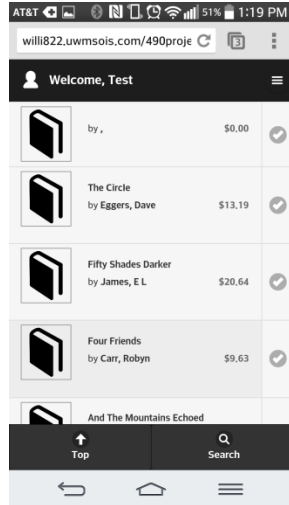 AT&T 51% 1:19 PM
willi822.uwmsois.com/490proje 3
Welcome, Test
by , $0.00
The Circle
by Eggers, Dave $13.19
Fifty Shades Darker
by James, E L $20.64
Four Friends
by Carr, Robyn $9.63
And The Mountains Echoed
Top Search